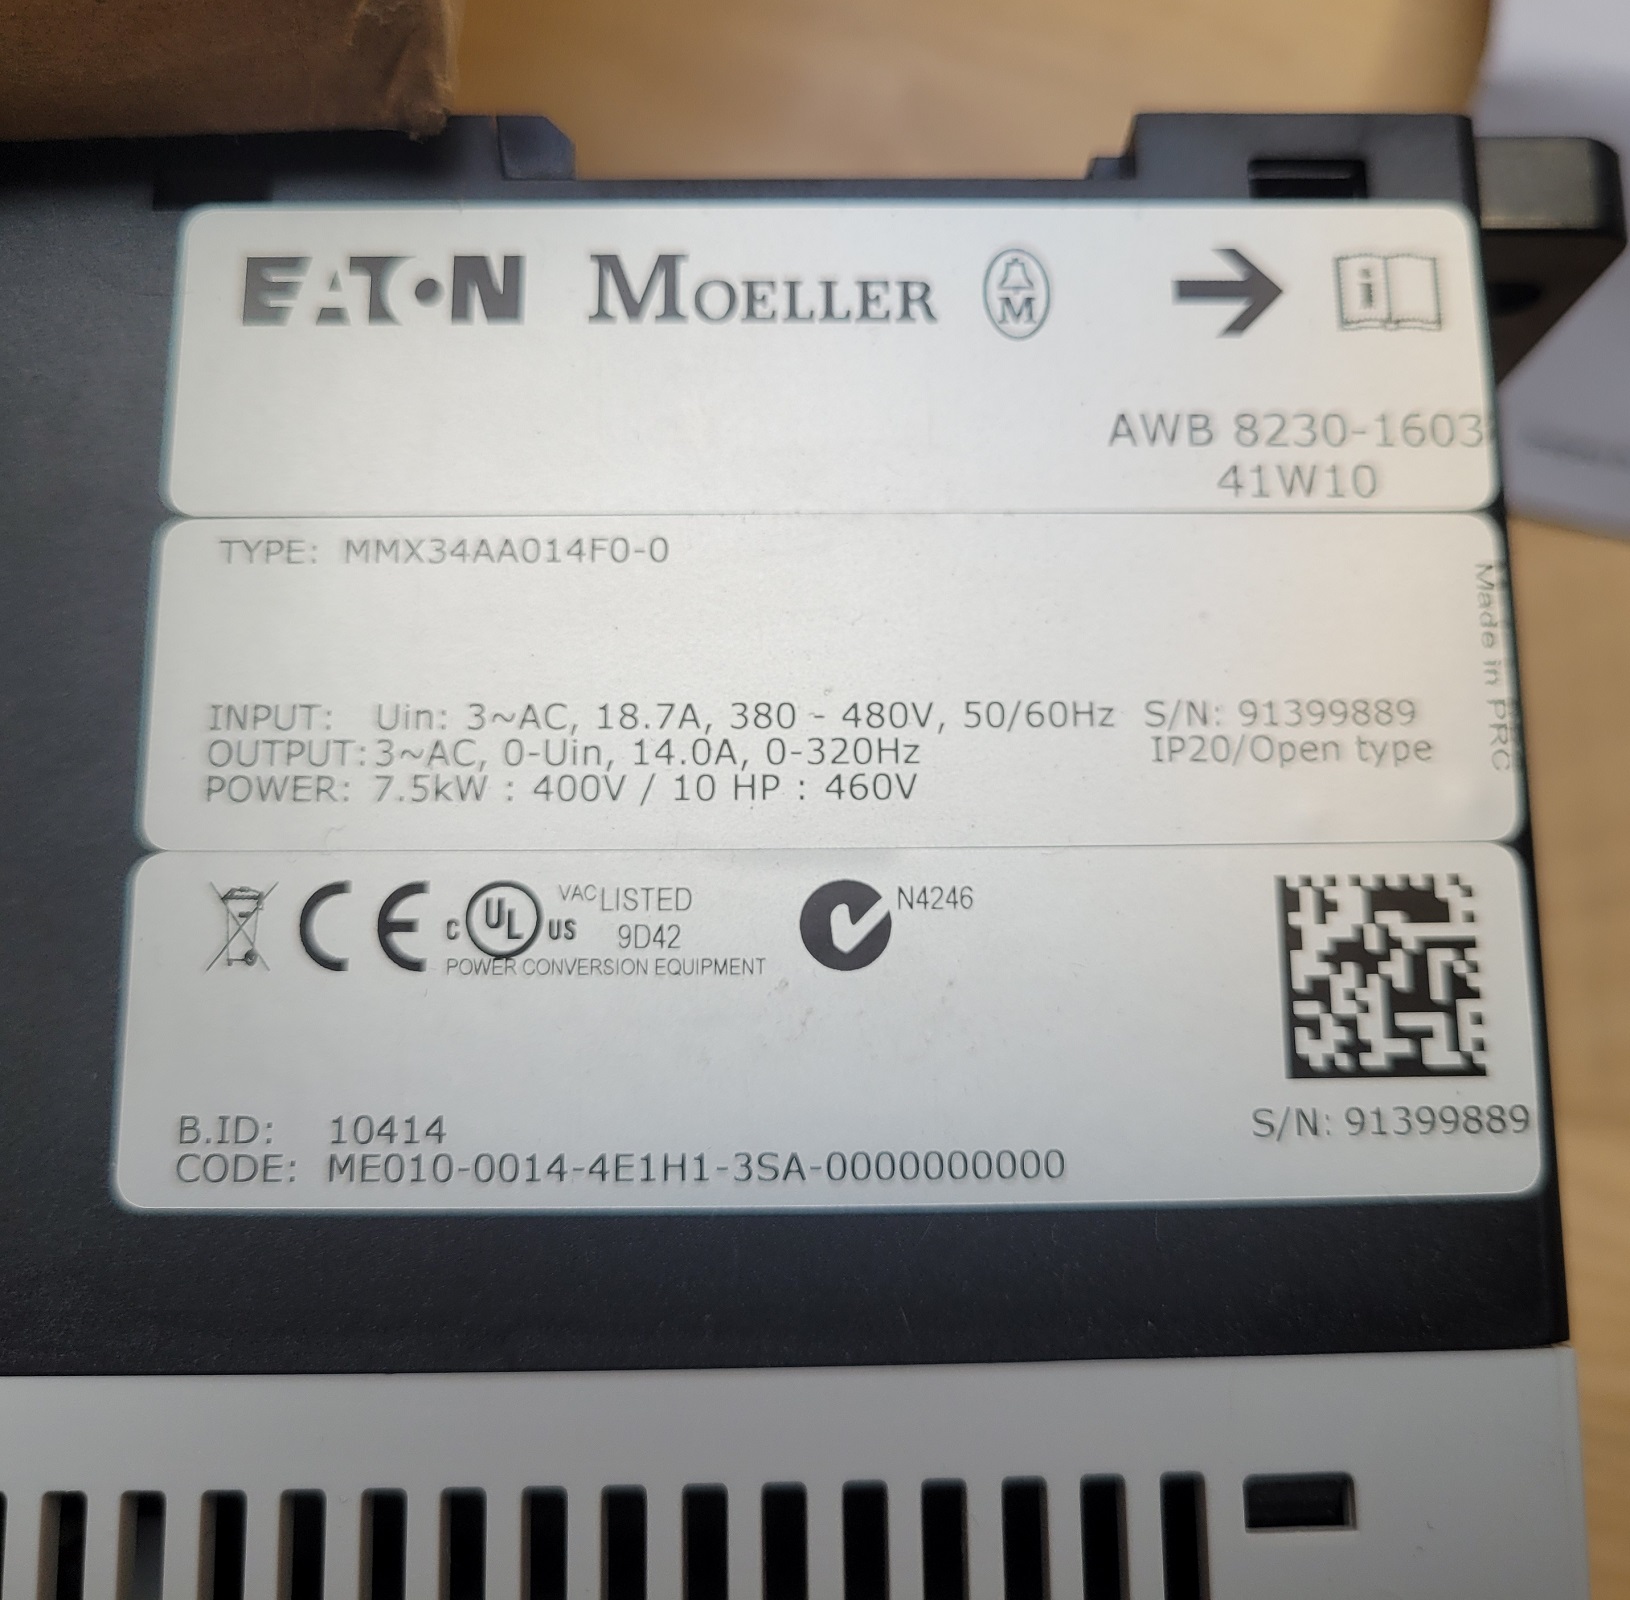 EATON MOELLER M
i
AWB 8230-1603
41W10
TYPE: MMX34AA014F0-0
Made in PRC
INPUT: Uin: 3~AC, 18.7A, 380 - 480V, 50/60Hz S/N: 91399889
OUTPUT: 3~AC, 0-Uin, 14.0A, 0-320Hz IP20/Open type
POWER: 7.5kW : 400V / 10 HP : 460V
CE c UL US VAC LISTED N4246
9D42
POWER CONVERSION EQUIPMENT
B.ID: 10414 S/N: 91399889
CODE: ME010-0014-4E1H1-3SA-0000000000